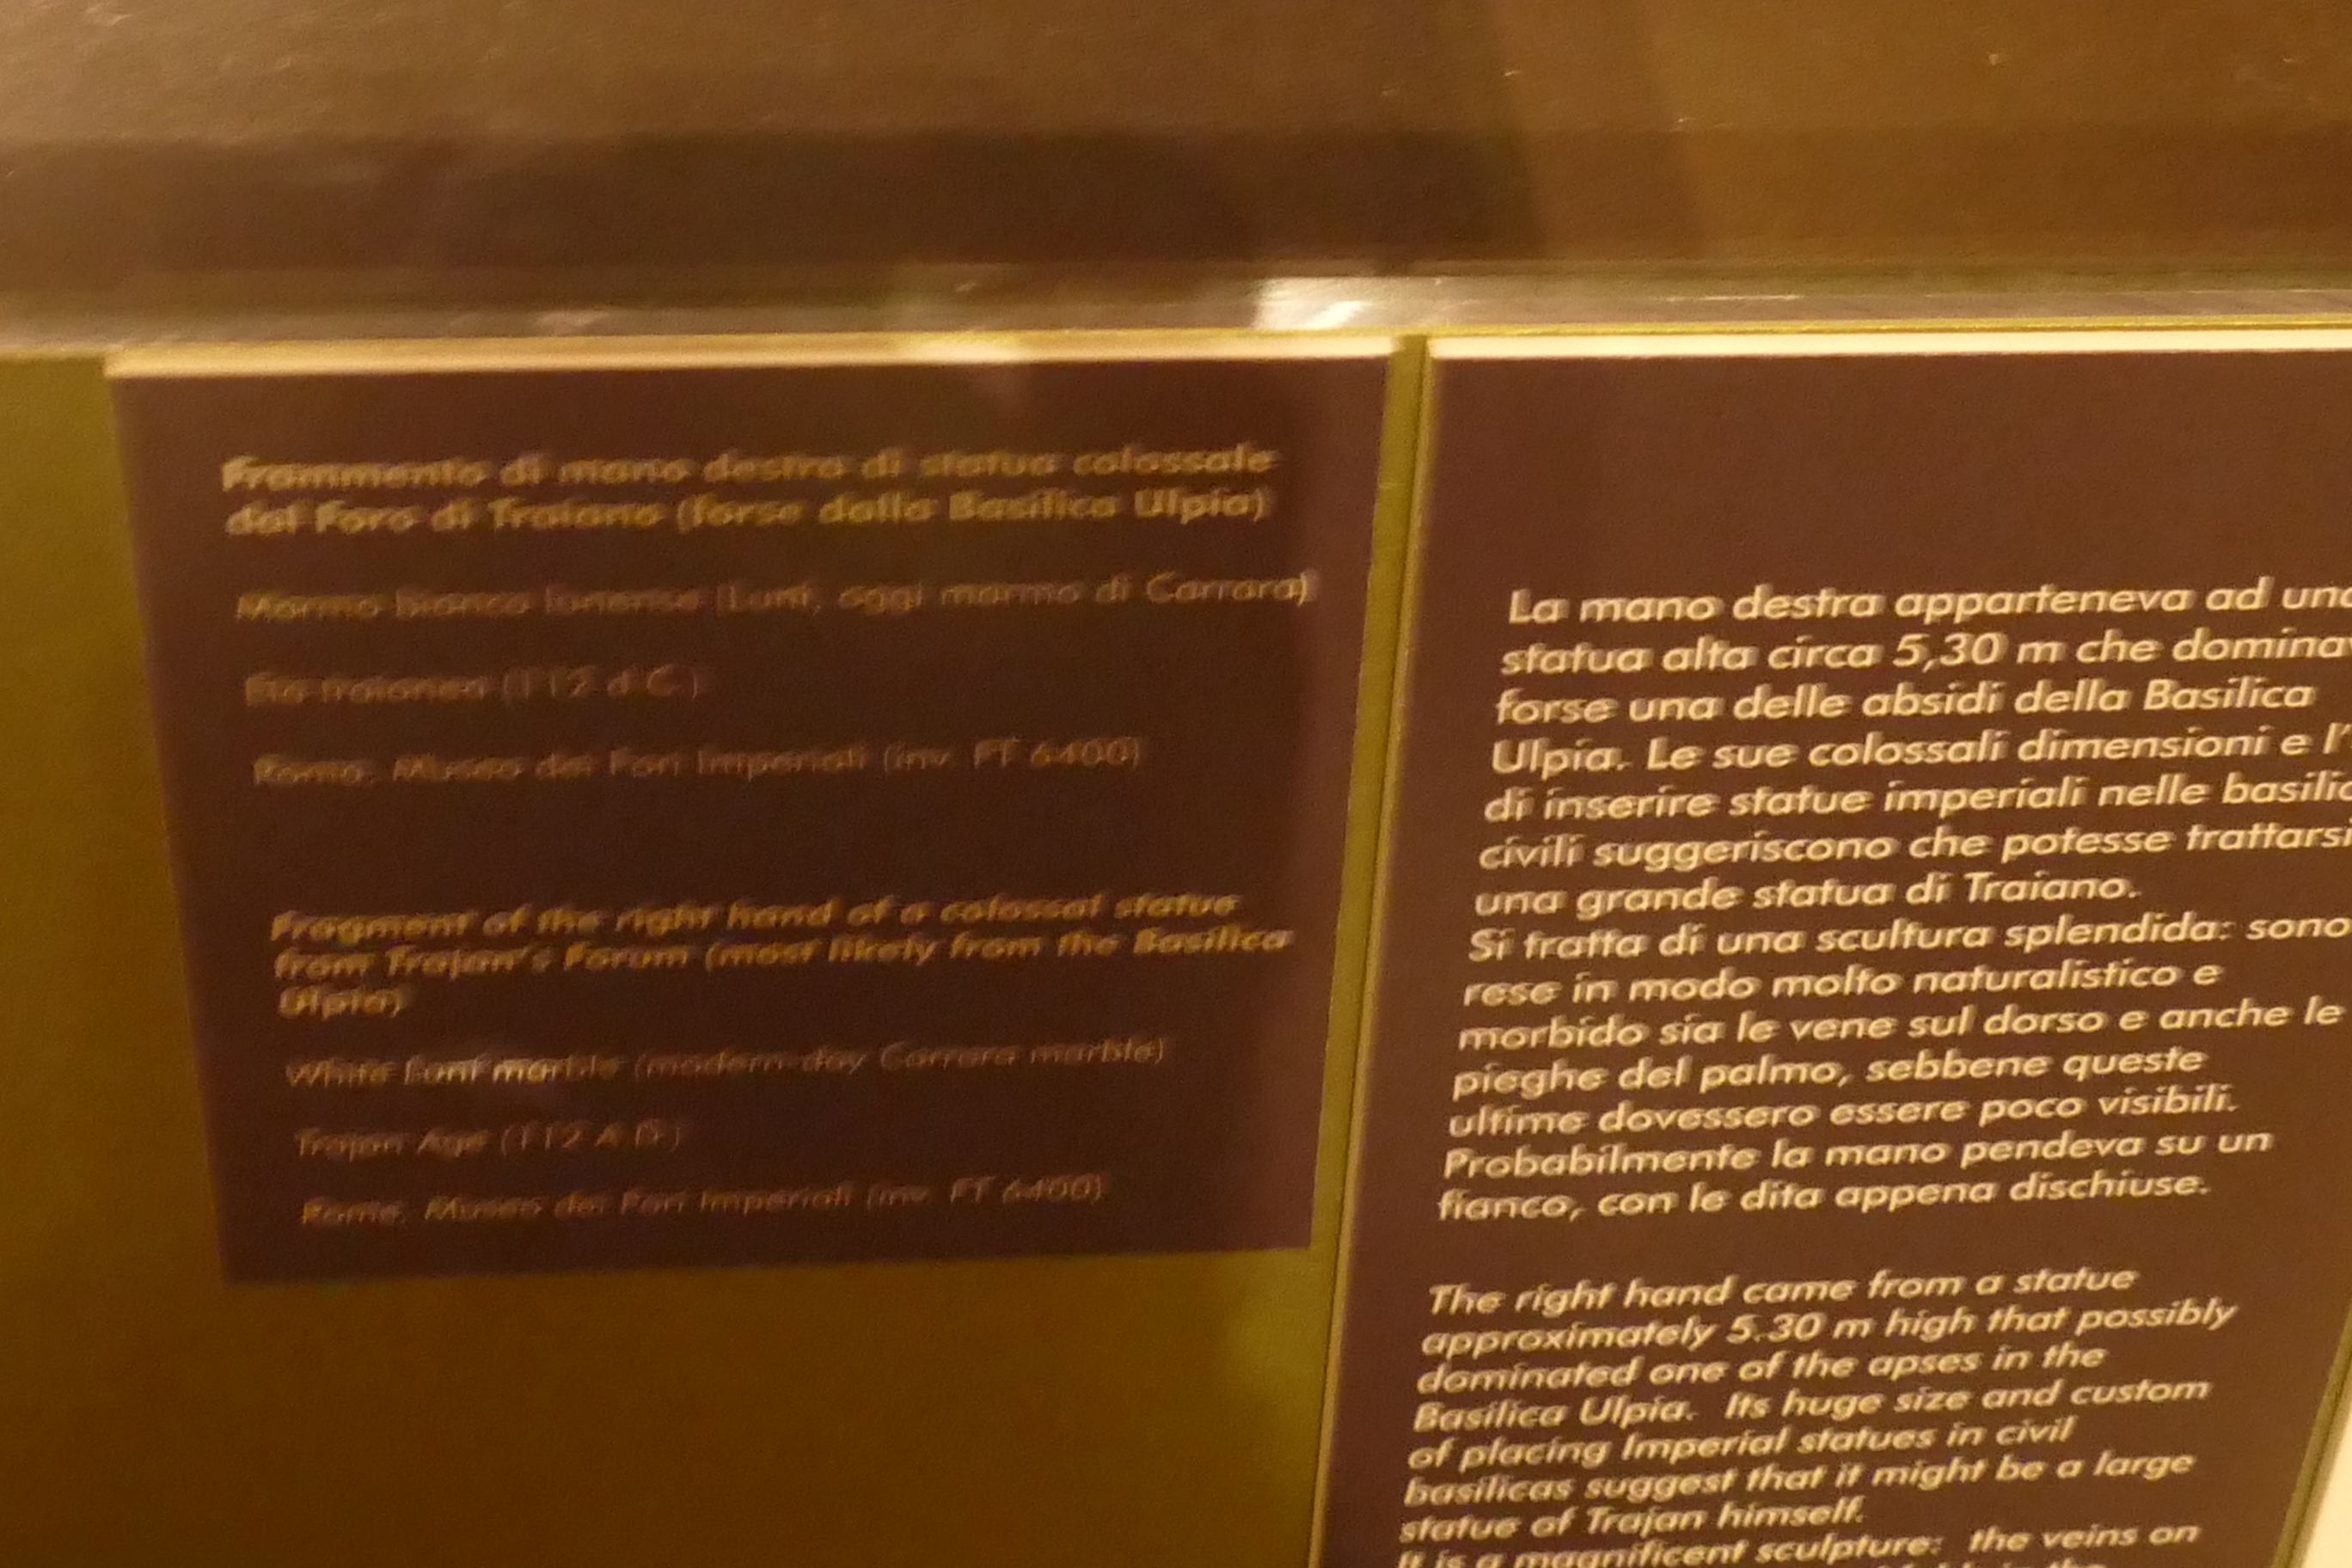 Frammento di mano destra di statua colossale
dal Foro di Traiano (forse dalla Basilica Ulpia)
Marmo bianco lunense (Luni, oggi marmo di Carrara)
Età traianea (112 d.C.)
Roma, Museo dei Fori Imperiali (inv. FT 6400)
Fragment of the right hand of a colossal statue
from Trajan's Forum (most likely from the Basilica
Ulpia)
White Luni marble (modern-day Carrara marble)
Trajan Age (112 A.D.)
Rome, Museo dei Fori Imperiali (inv. FT 6400)
La mano destra apparteneva ad una
statua alta circa 5,30 m che
forse una delle absidi della Basilica
Ulpia. Le sue colossali dimensioni e
di inserire statue imperiali nelle
civili suggeriscono che potesse trattarsi
una grande statua di Traiano.
Si tratta di una scultura splendida: sono
rese in modo molto naturalistico e
morbido sia le vene sul dorso e anche le
pieghe del palmo, sebbene queste
ultime dovessero essere poco visibili.
Probabilmente la mano pendeva su un
fianco, con le dita appena dischiuse.
The right hand came from a statue
approximately 5.30 m high that possibly
dominated one of the apses in the
Basilica Ulpia. Its huge size and custom
of placing Imperial statues in civil
basilicas suggest that it might be a large
statue of Trajan himself.
It is a magnificent sculpture: the veins on